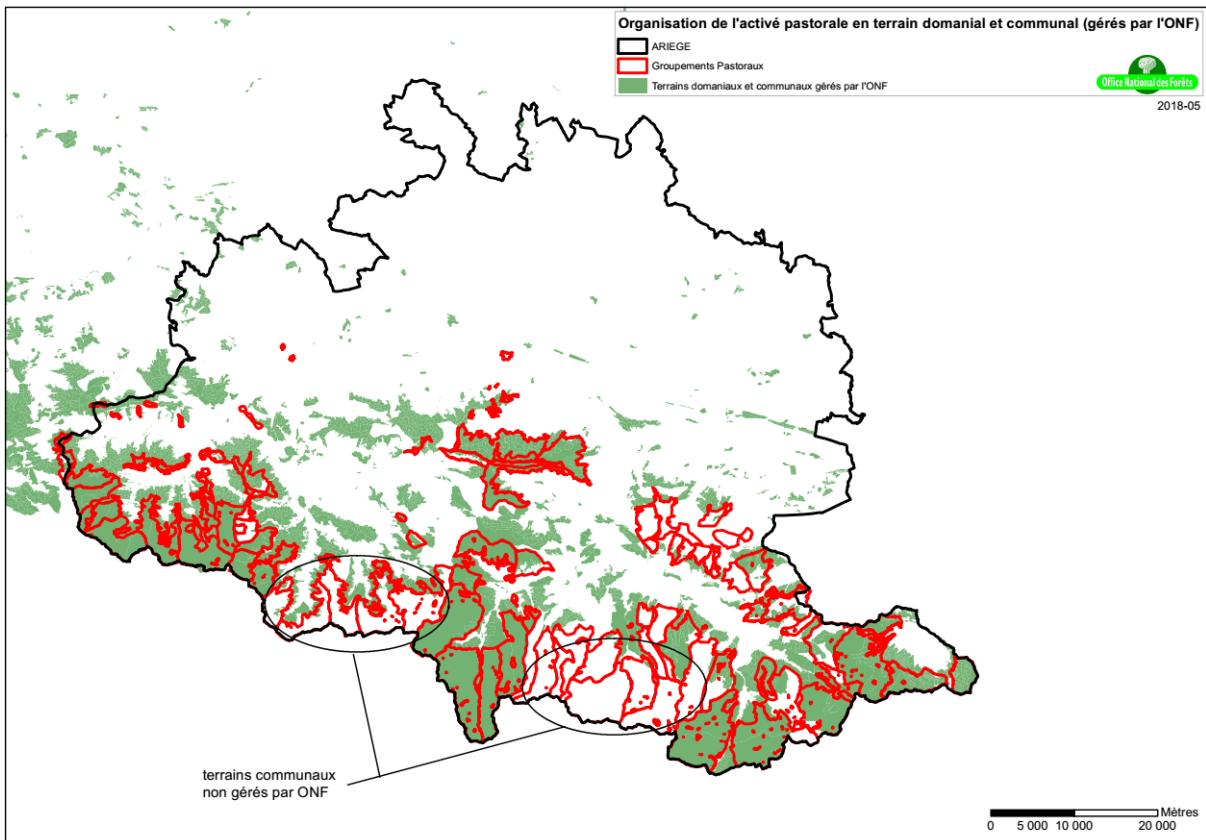 Organisation de l'activé pastorale en terrain domanial et communal (gérés par l'ONF)
ARIEGE
Groupements Pastoraux
Terrains domaniaux et communaux gérés par l'ONF
Office National des Forêts
2018-05
terrains communaux
non gérés par ONF
Mètres
0 5 000 10 000 20 000